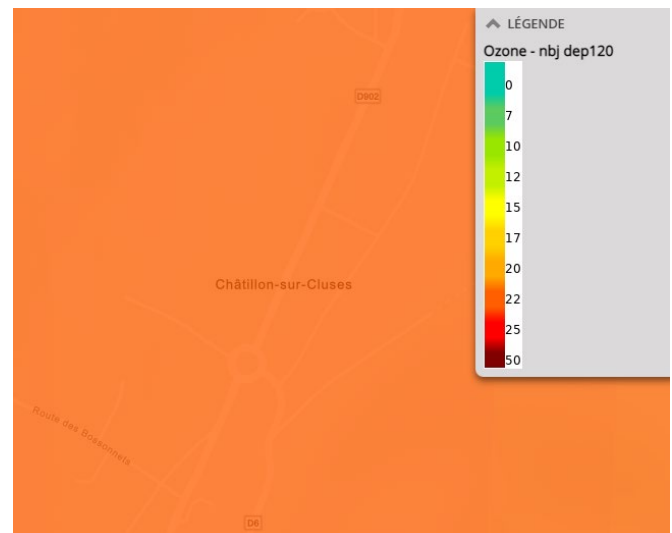 LÉGENDE
Ozone - nbj dep120
0
7
10
12
15
17
20
22
25
50
D902
Châtillon-sur-Cluses
Route des Bossonnets
D6